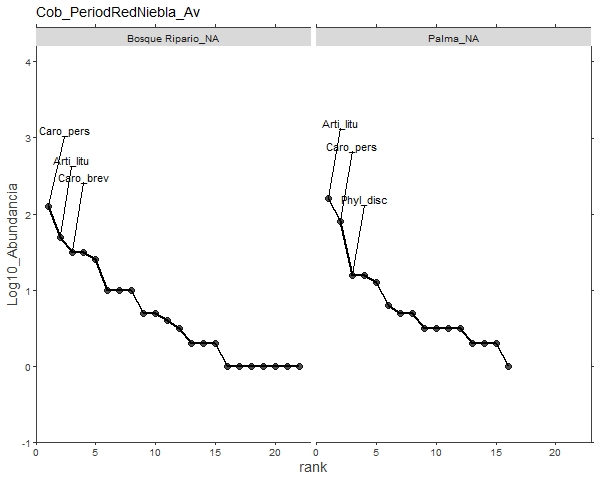 Cob_PeriodRedNiebla_Av
Bosque Ripario_NA
Palma_NA
Log10_Abundancia
4
3
2
1
0
-1
Caro_pers
Arti_litu
Caro_brev
Arti_litu
Caro_pers
Phyl_disc
0 5 10 15 20
0 5 10 15 20
rank